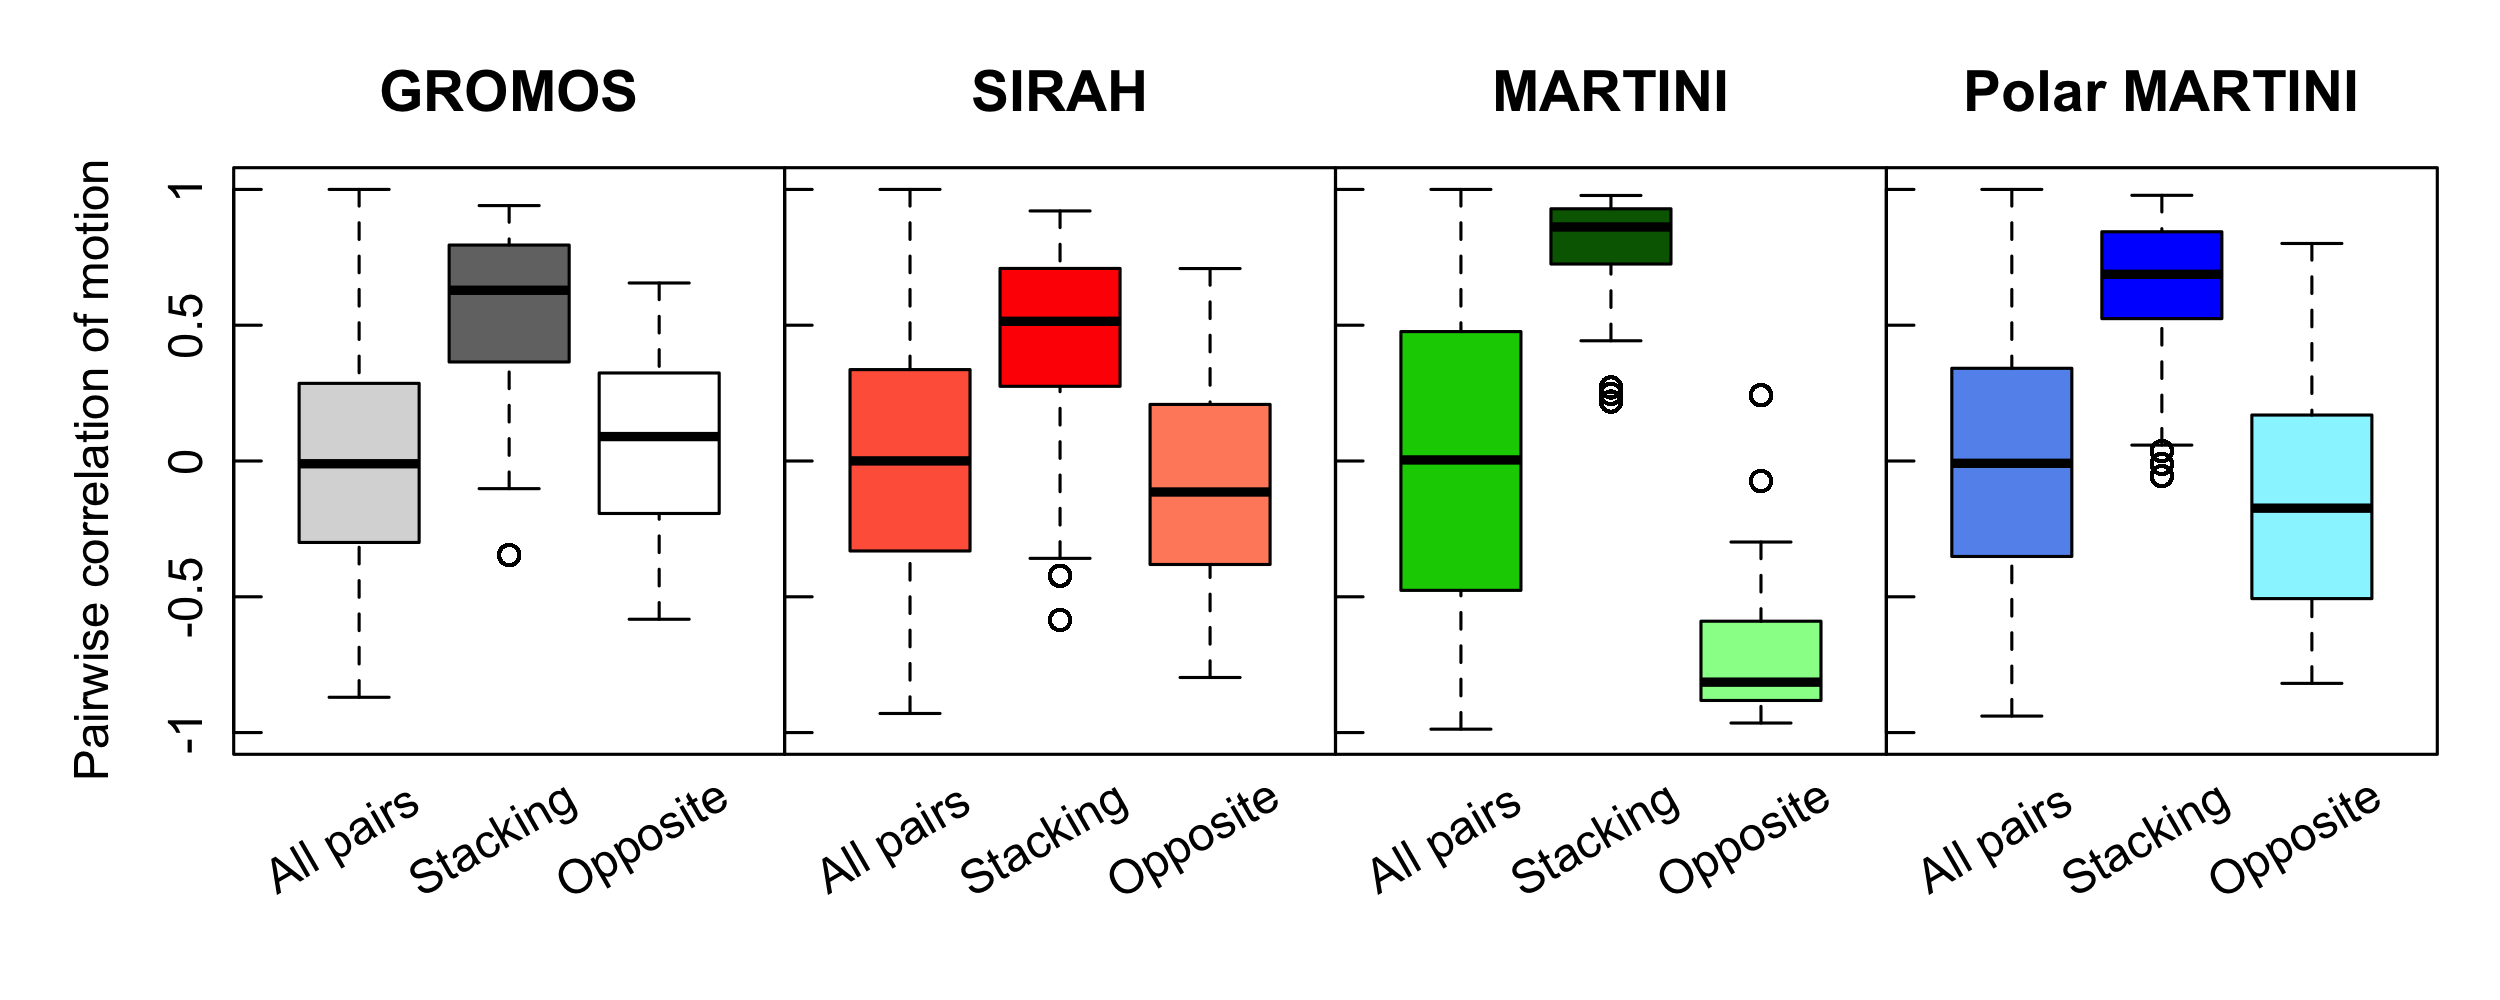 GROMOS
SIRAH
MARTINI
Polar MARTINI
Pairwise correlation of motion
1
0.5
0
-0.5
-1
All pairs
Stacking
Opposite
All pairs
Stacking
Opposite
All pairs
Stacking
Opposite
All pairs
Stacking
Opposite